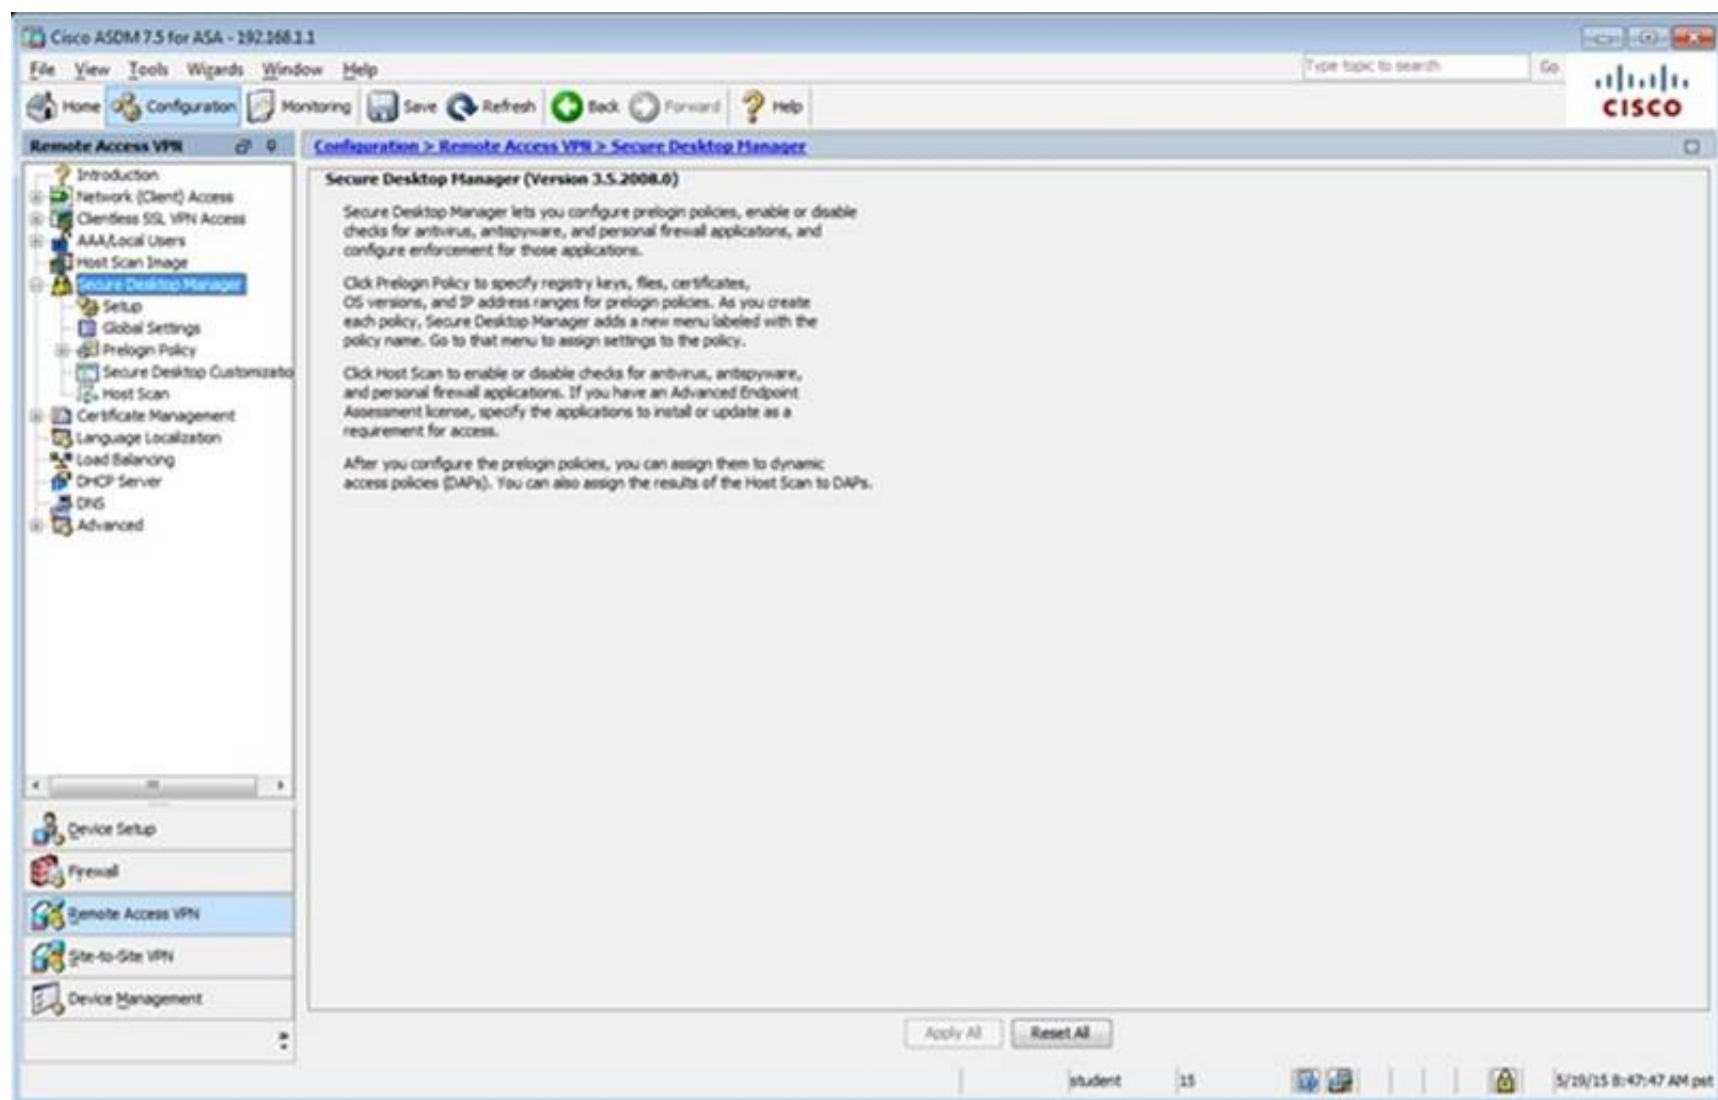 Cisco ASDM 7.5 for ASA - 192.168.1.1
File View Tools Wizards Window Help
Type topic to search
Go
Home Configuration Monitoring Save Refresh Back Forward Help
CISCO
Remote Access VPN
Configuration > Remote Access VPN > Secure Desktop Manager
Introduction
Network (Client) Access
Clientless SSL VPN Access
AAA/Local Users
Host Scan Image
Secure Desktop Manager
Setup
Global Settings
Prelogin Policy
Secure Desktop Customizatio
Host Scan
Certificate Management
Language Localization
Load Balancing
DHCP Server
DNS
Advanced
Secure Desktop Manager (Version 3.5.2008.0)
Secure Desktop Manager lets you configure prelogin policies, enable or disable
checks for antivirus, antispyware, and personal firewall applications, and
configure enforcement for those applications.
Click Prelogin Policy to specify registry keys, files, certificates,
OS versions, and IP address ranges for prelogin policies. As you create
each policy, Secure Desktop Manager adds a new menu labeled with the
policy name. Go to that menu to assign settings to the policy.
Click Host Scan to enable or disable checks for antivirus, antispyware,
and personal firewall applications. If you have an Advanced Endpoint
Assessment license, specify the applications to install or update as a
requirement for access.
After you configure the prelogin policies, you can assign them to dynamic
access policies (DAPs). You can also assign the results of the Host Scan to DAPs.
Device Setup
Firewall
Remote Access VPN
Site-to-Site VPN
Device Management
Apply All
Reset All
student
15
5/19/15 8:47:47 AM pst